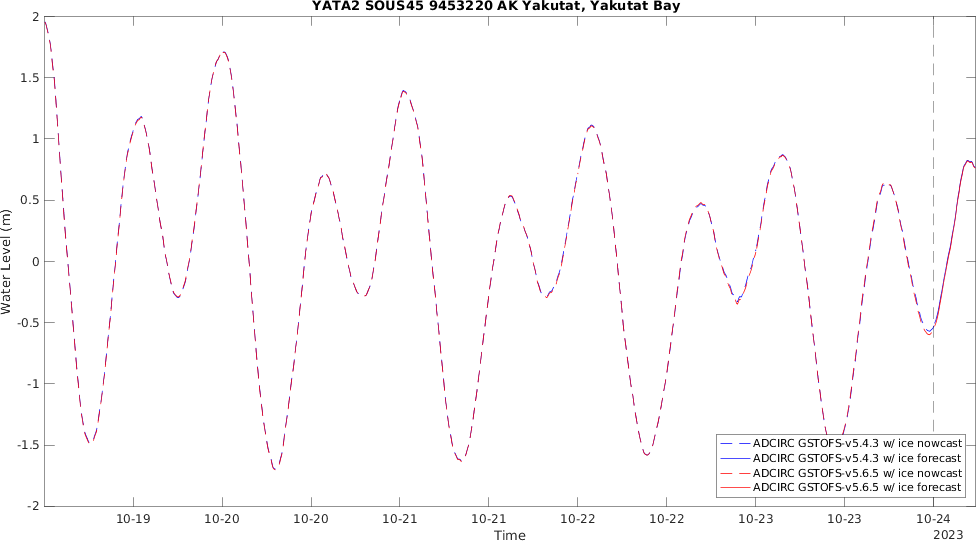 YATA2 SOUS45 9453220 AK Yakutat, Yakutat Bay
2
1.5
1
0.5
0
-0.5
-1
-1.5
-2
Water Level (m)
10-19
10-20
10-20
10-21
10-21
10-22
10-22
10-23
10-23
10-24
2023
Time
ADCIRC GSTOFS-v5.4.3 w/ ice nowcast
ADCIRC GSTOFS-v5.4.3 w/ ice forecast
ADCIRC GSTOFS-v5.6.5 w/ ice nowcast
ADCIRC GSTOFS-v5.6.5 w/ ice forecast